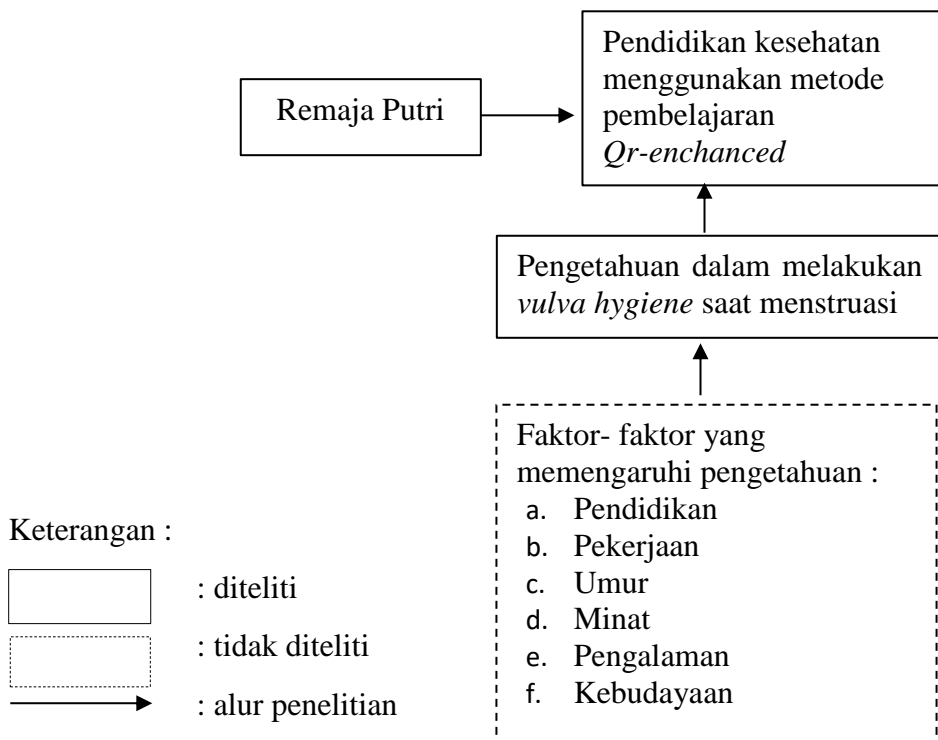 Remaja Putri
Pendidikan kesehatan
menggunakan metode
pembelajaran
Qr-enchanced
Pengetahuan dalam melakukan
vulva hygiene saat menstruasi
Faktor- faktor yang
memengaruhi pengetahuan :
a. Pendidikan
b. Pekerjaan
c. Umur
d. Minat
e. Pengalaman
f. Kebudayaan
Keterangan :
: diteliti
: tidak diteliti
: alur penelitian